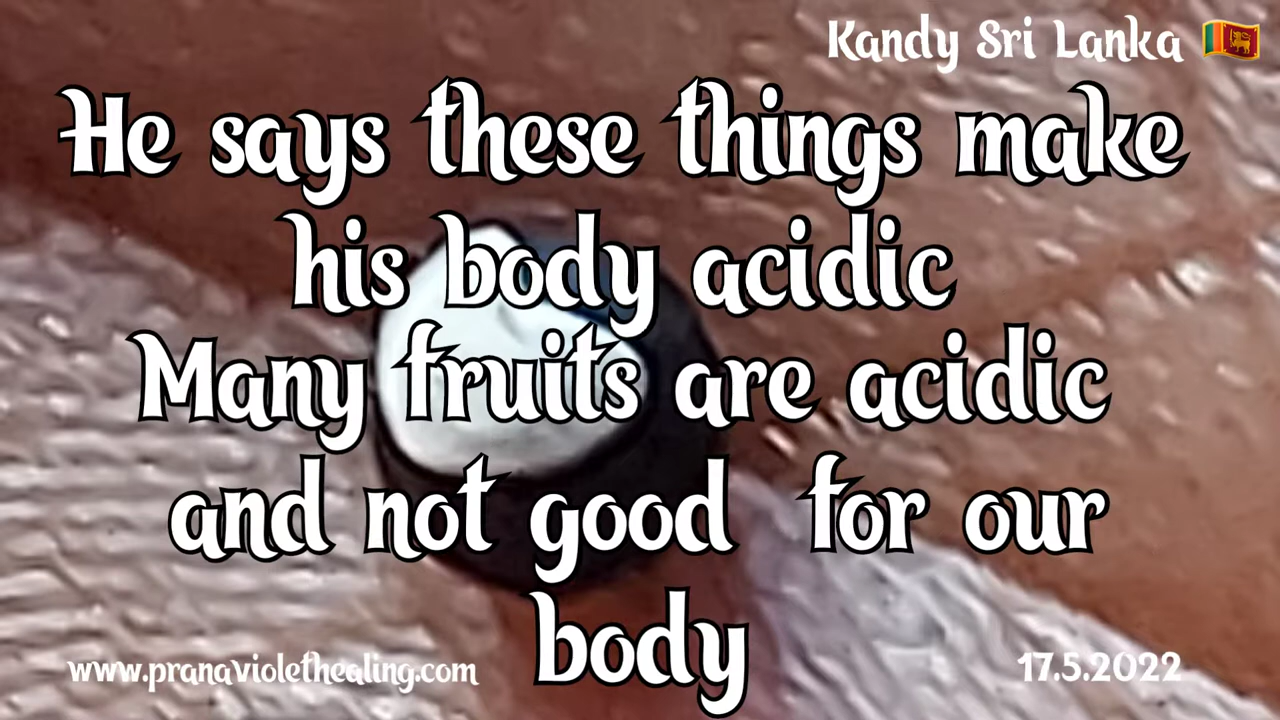 Kandy Sri Lanka 🇱🇰
He says these things make
his body acidic
Many fruits are acidic
and not good for our
body
www.pranaviolethealing.com
17.5.2022